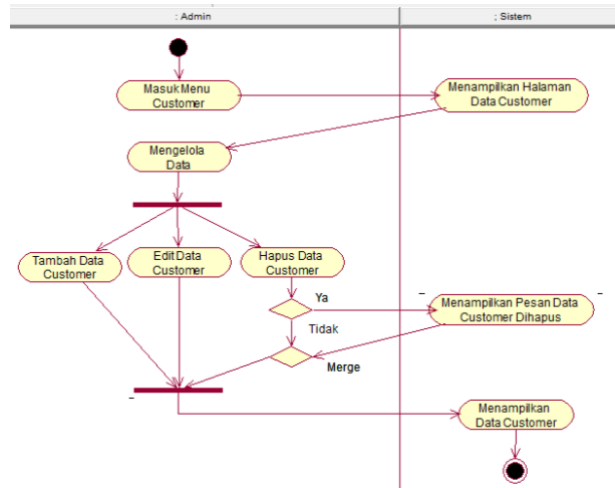 : Admin
: Sistem
Masuk Menu
Customer
Menampilkan Halaman
Data Customer
Mengelola
Data
Tambah Data
Customer
Edit Data
Customer
Hapus Data
Customer
Ya
Menampilkan Pesan Data
Customer Dihapus
Tidak
Merge
Menampilkan
Data Customer